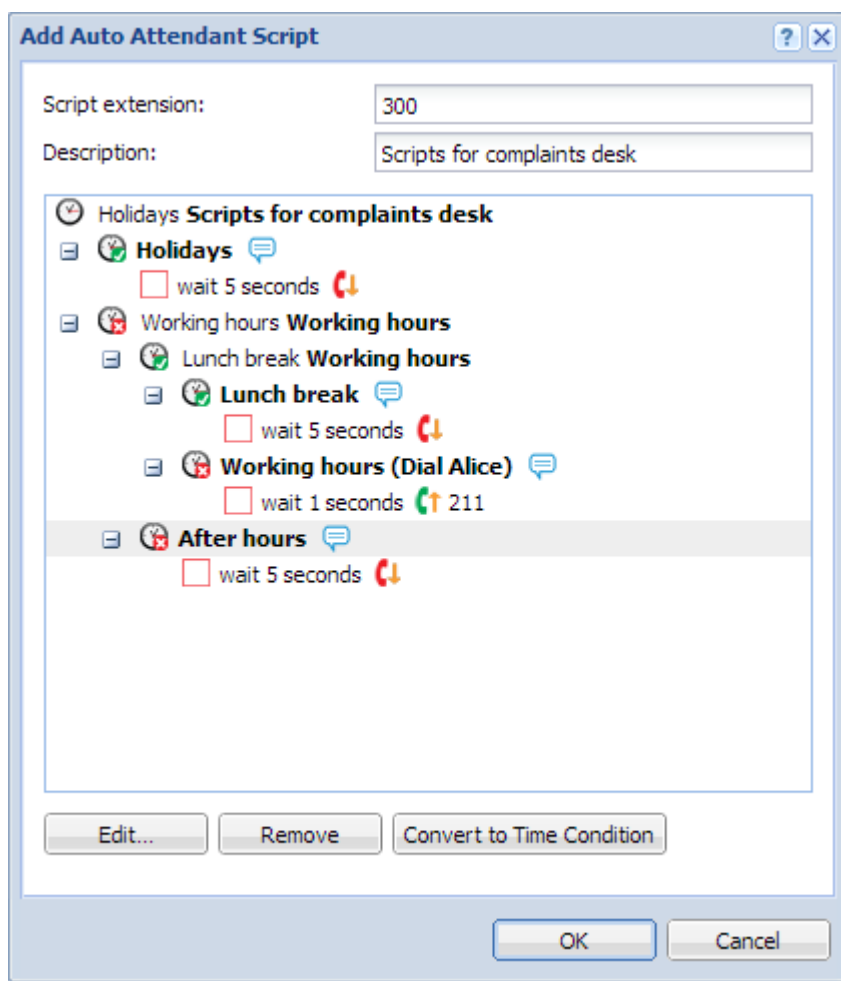 Add Auto Attendant Script
Script extension: 300
Description: Scripts for complaints desk
Holidays Scripts for complaints desk
Holidays
wait 5 seconds
Working hours Working hours
Lunch break Working hours
Lunch break
wait 5 seconds
Working hours (Dial Alice)
wait 1 seconds 211
After hours
wait 5 seconds
Edit... Remove Convert to Time Condition
OK Cancel